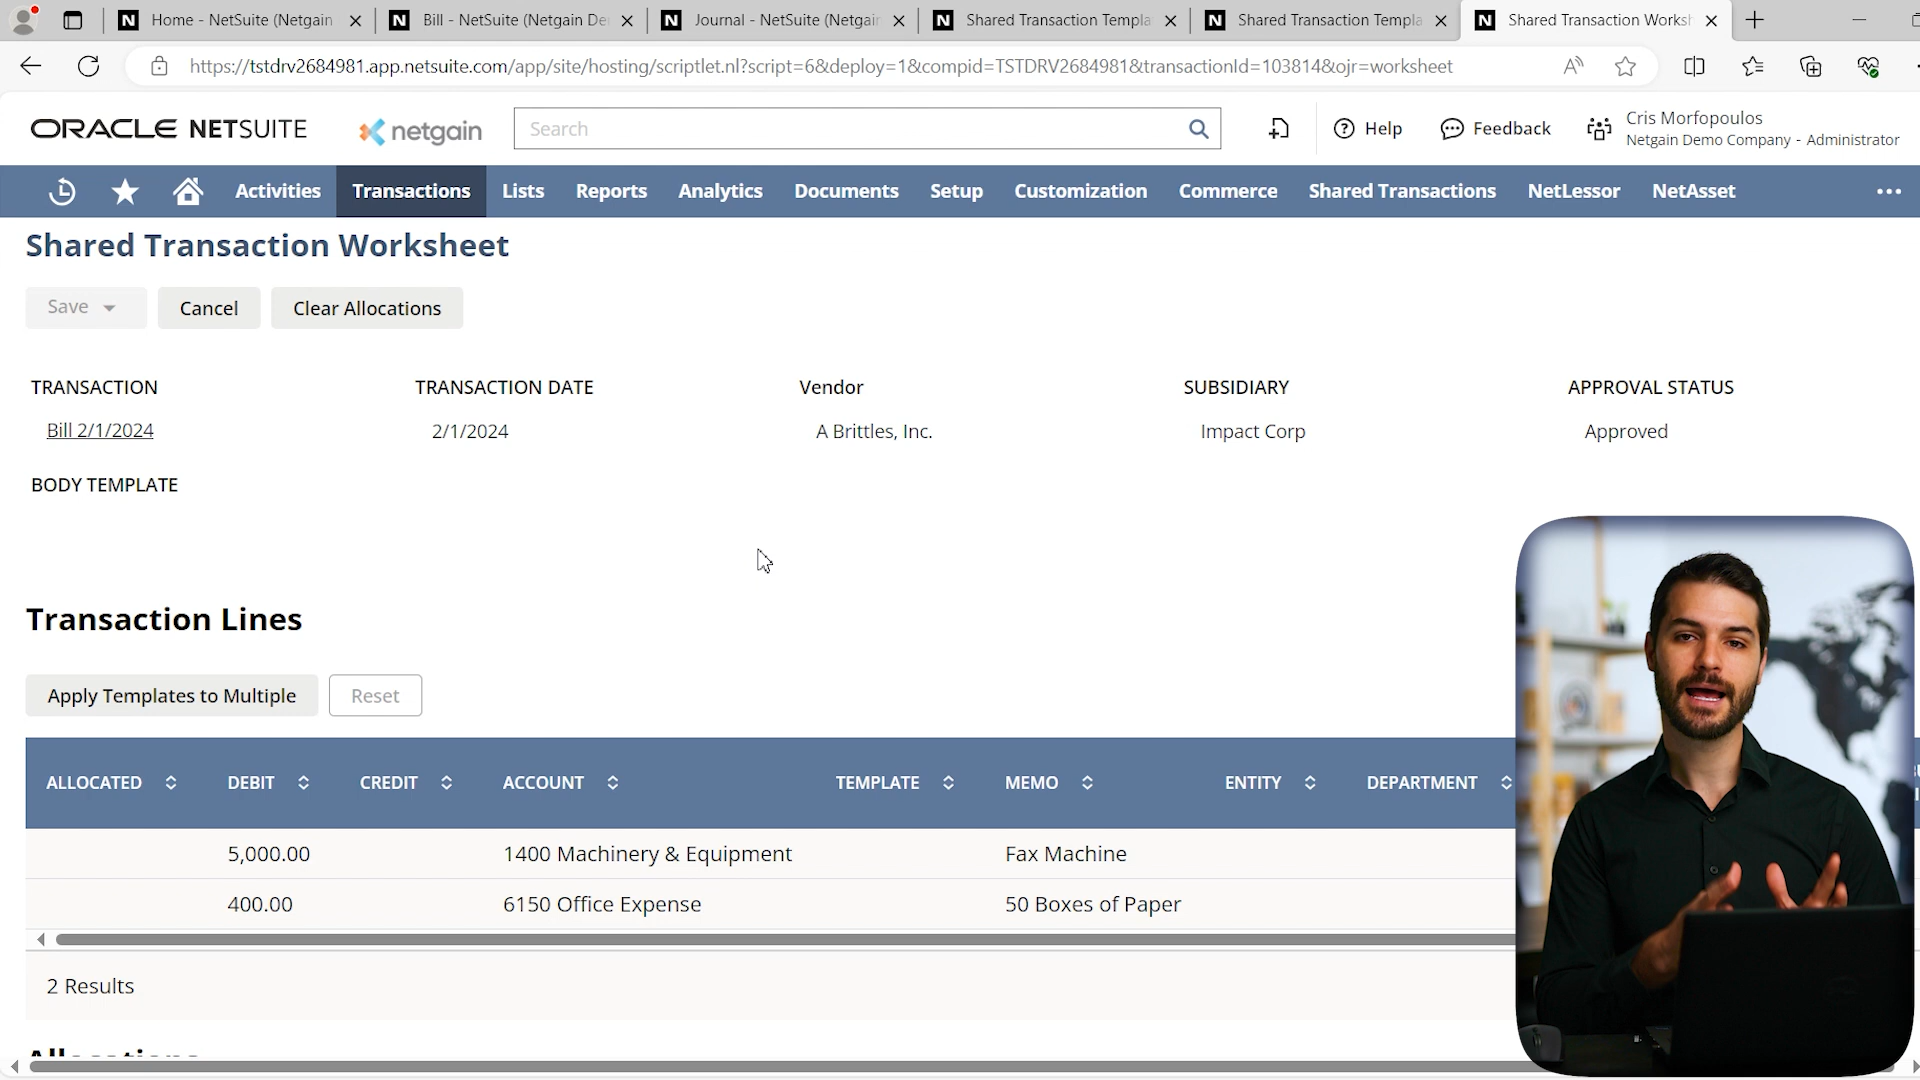 Home - NetSuite (Netgain
Bill - NetSuite (Netgain De
Journal - NetSuite (Netgain
Shared Transaction Templa
Shared Transaction Templa
Shared Transaction Works
https://tstdrv2684981.app.netsuite.com/app/site/hosting/scriptlet.nl?script=6&deploy=1&compid=TSTDRV2684981&transactionId=103814&ojr=worksheet
ORACLE NETSUITE
netgain
Search
Help
Feedback
Cris Morfopoulos
Netgain Demo Company - Administrator
Activities Transactions Lists Reports Analytics Documents Setup Customization Commerce Shared Transactions NetLessor NetAsset
Shared Transaction Worksheet
Save Cancel Clear Allocations
TRANSACTION TRANSACTION DATE Vendor SUBSIDIARY APPROVAL STATUS
Bill 2/1/2024 2/1/2024 A Brittles, Inc. Impact Corp Approved
BODY TEMPLATE
Transaction Lines
Apply Templates to Multiple Reset
ALLOCATED DEBIT CREDIT ACCOUNT TEMPLATE MEMO ENTITY DEPARTMENT
5,000.00 1400 Machinery & Equipment Fax Machine
400.00 6150 Office Expense 50 Boxes of Paper
2 Results
Allocations